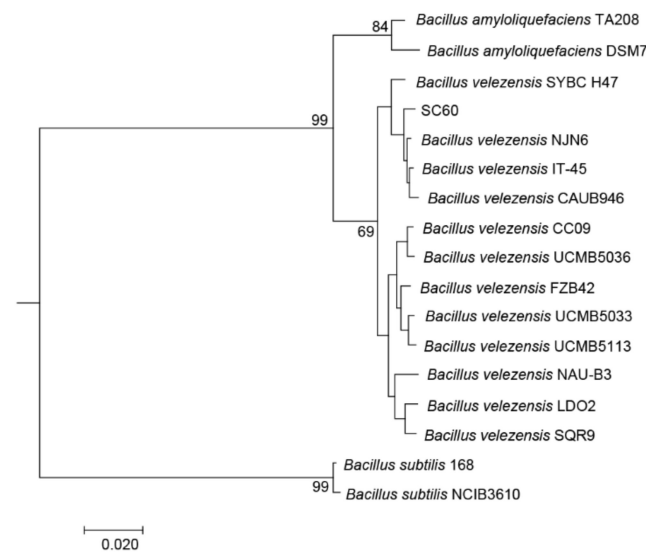 84
Bacillus amyloliquefaciens TA208
Bacillus amyloliquefaciens DSM7
Bacillus velezensis SYBC H47
SC60
99
Bacillus velezensis NJN6
Bacillus velezensis IT-45
Bacillus velezensis CAUB946
Bacillus velezensis CC09
69
Bacillus velezensis UCMB5036
Bacillus velezensis FZB42
Bacillus velezensis UCMB5033
Bacillus velezensis UCMB5113
Bacillus velezensis NAU-B3
Bacillus velezensis LDO2
Bacillus velezensis SQR9
Bacillus subtilis 168
99
Bacillus subtilis NCIB3610
0.020